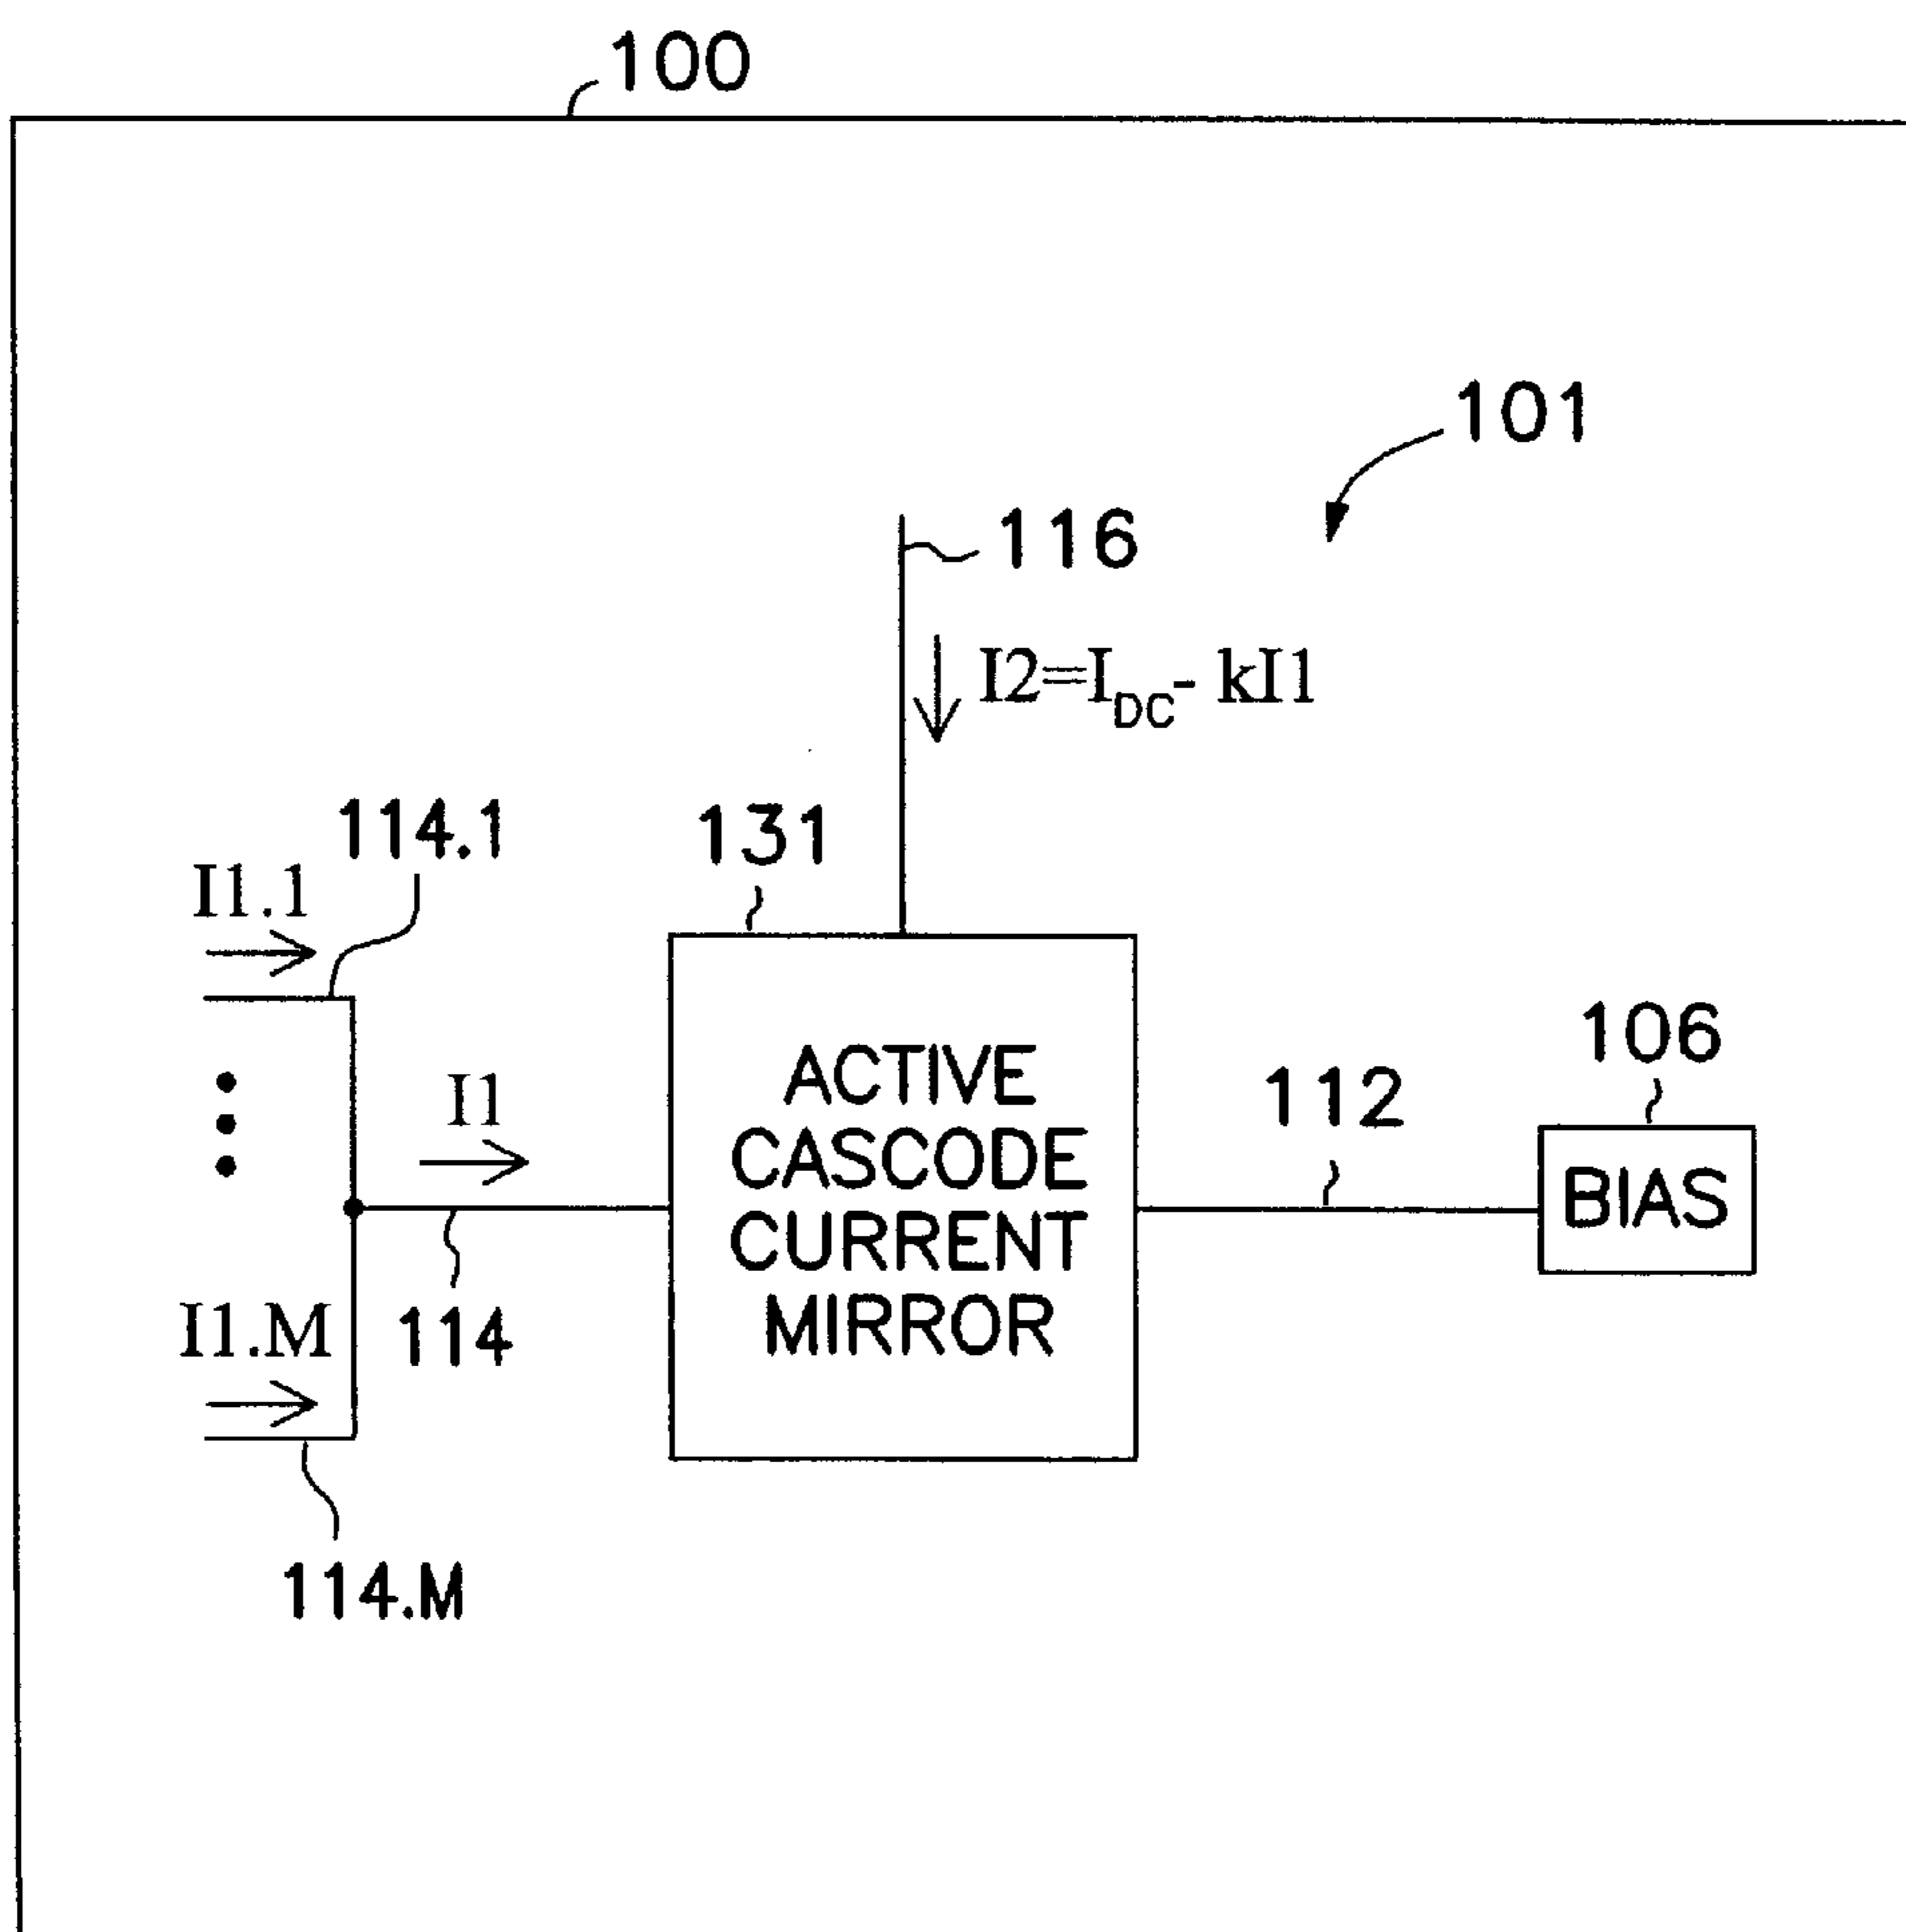 100
101
116
I2=I_DC- kI1
114.1
131
I1.1
106
112
I1
ACTIVE
CASCODE
CURRENT
MIRROR
BIAS
I1.M
114
114.M